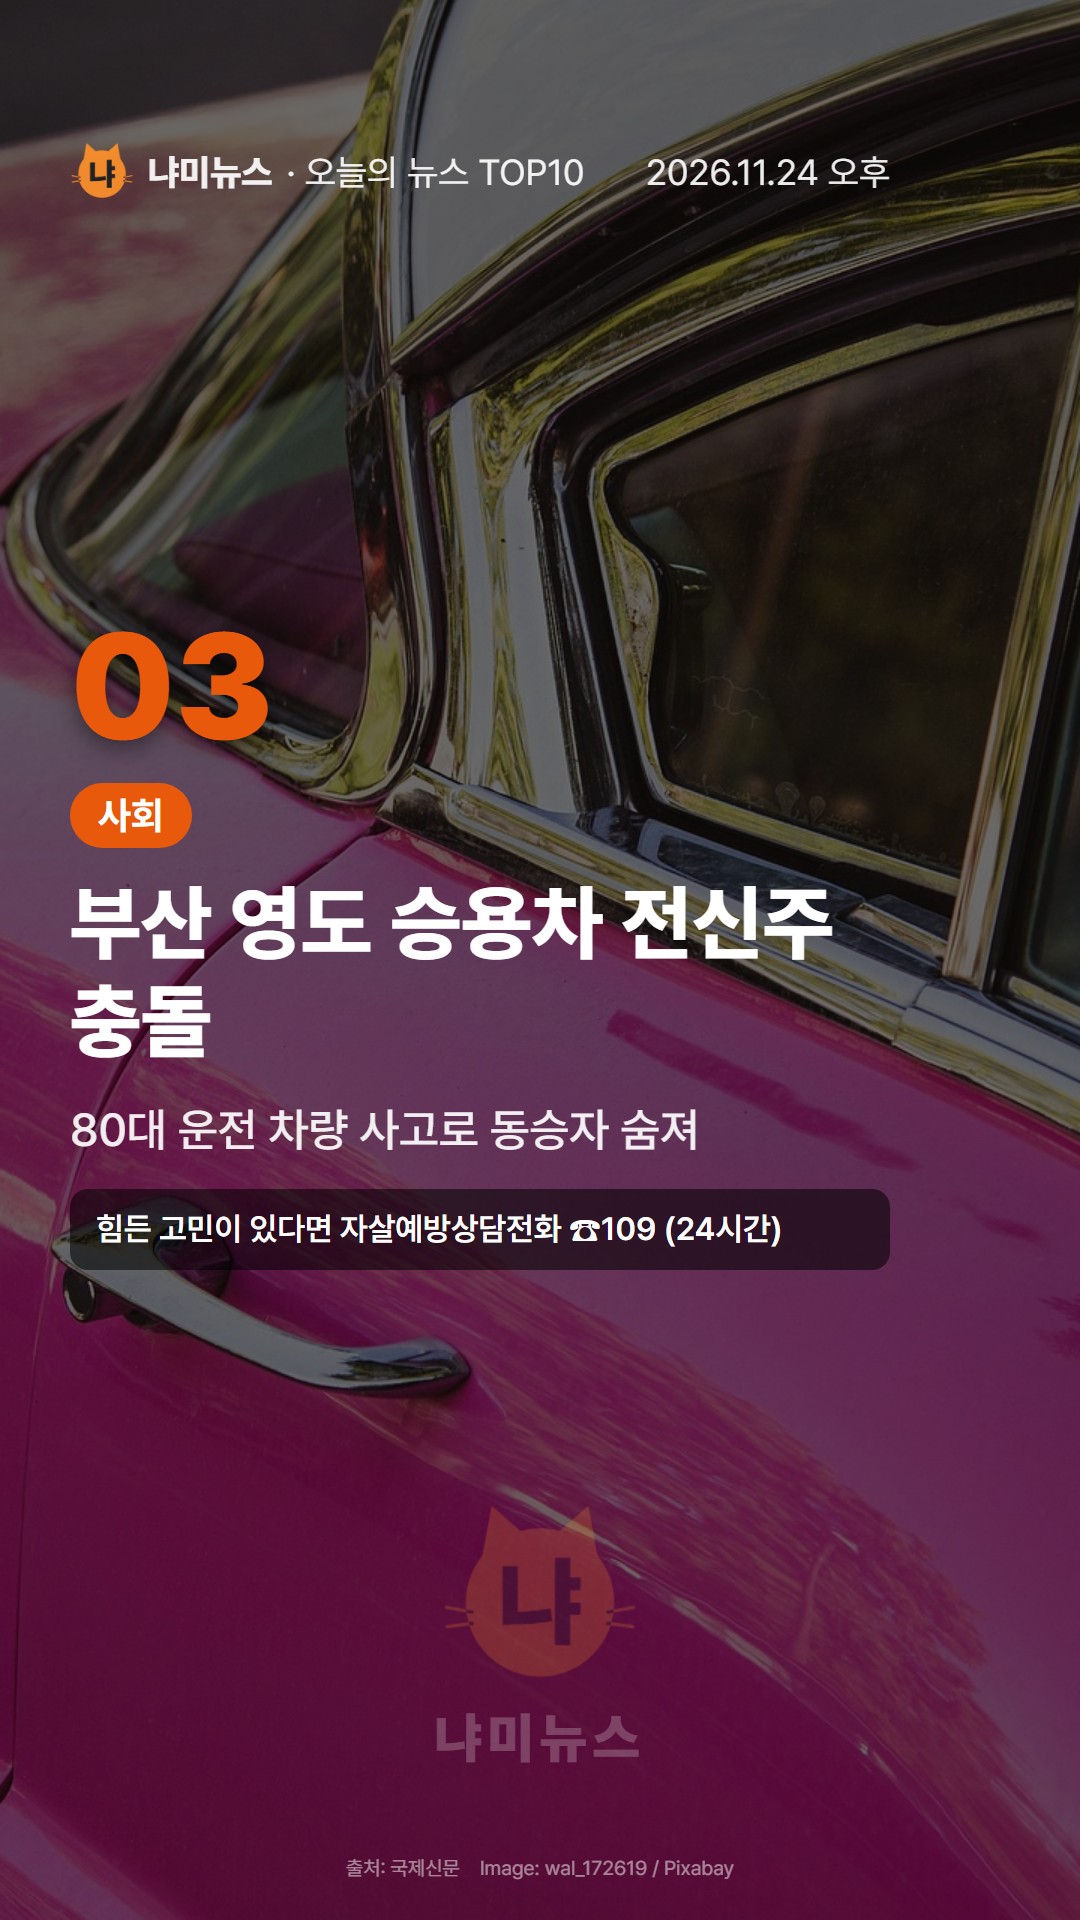 냐 냐미뉴스 · 오늘의 뉴스 TOP10 2026.11.24 오후
03
사회
부산 영도 승용차 전신주
충돌
80대 운전 차량 사고로 동승자 숨져
힘든 고민이 있다면 자살예방상담전화 ☎109 (24시간)
냐
냐미뉴스
출처: 국제신문 Image: wal_172619 / Pixabay